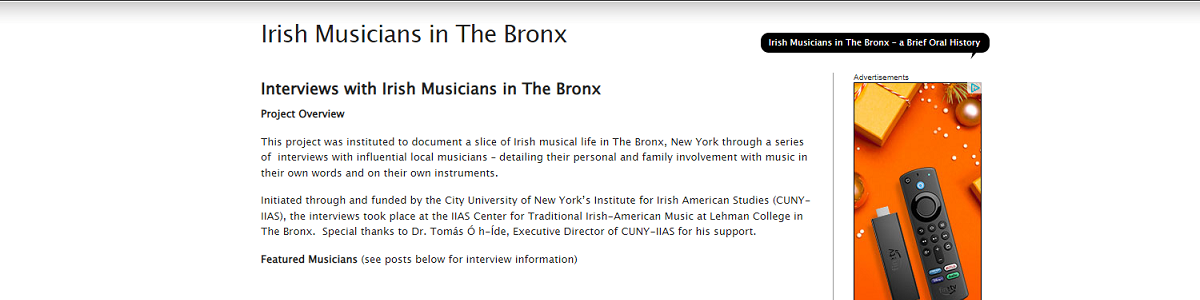 Irish Musicians in The Bronx
Irish Musicians in The Bronx – a Brief Oral History
Interviews with Irish Musicians in The Bronx
Project Overview
This project was instituted to document a slice of Irish musical life in The Bronx, New York through a series
of interviews with influential local musicians – detailing their personal and family involvement with music in
their own words and on their own instruments.
Initiated through and funded by the City University of New York's Institute for Irish American Studies (CUNY-
IIAS), the interviews took place at the IIAS Center for Traditional Irish-American Music at Lehman College in
The Bronx. Special thanks to Dr. Tomás Ó h-Íde, Executive Director of CUNY-IIAS for his support.
Featured Musicians (see posts below for interview information)
Advertisements